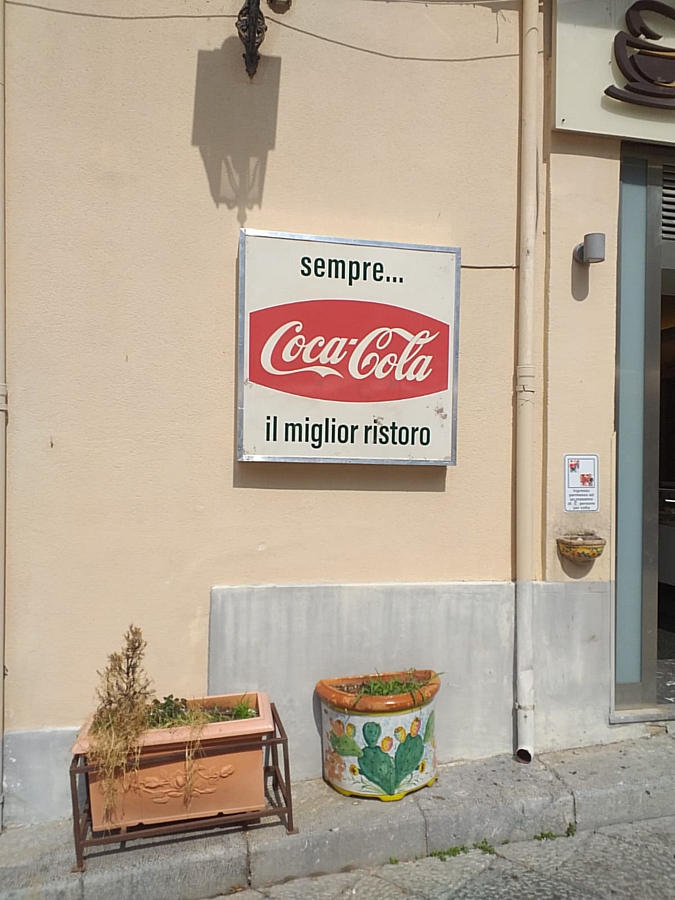 sempre...
Coca-Cola
il miglior ristoro